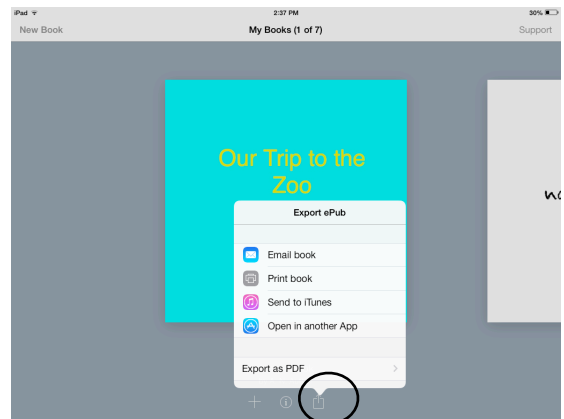 iPad 2:37 PM 30%
New Book My Books (1 of 7) Support
Our Trip to the
Zoo
Export ePub
Email book
Print book
Send to iTunes
Open in another App
Export as PDF